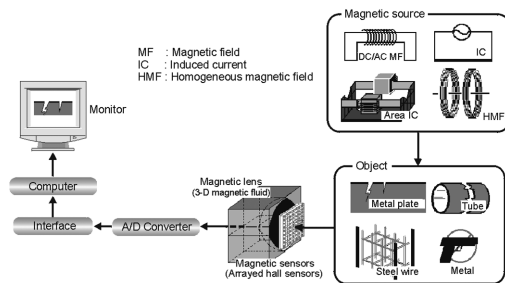 Magnetic source
MF : Magnetic field
IC : Induced current
HMF : Homogeneous magnetic field
DC/AC MF
IC
Area IC
HMF
Monitor
Object
Metal plate
Tube
Steel wire
Metal
Magnetic lens
(3-D magnetic fluid)
Computer
Interface
A/D Converter
Magnetic sensors
(Arrayed hall sensors)